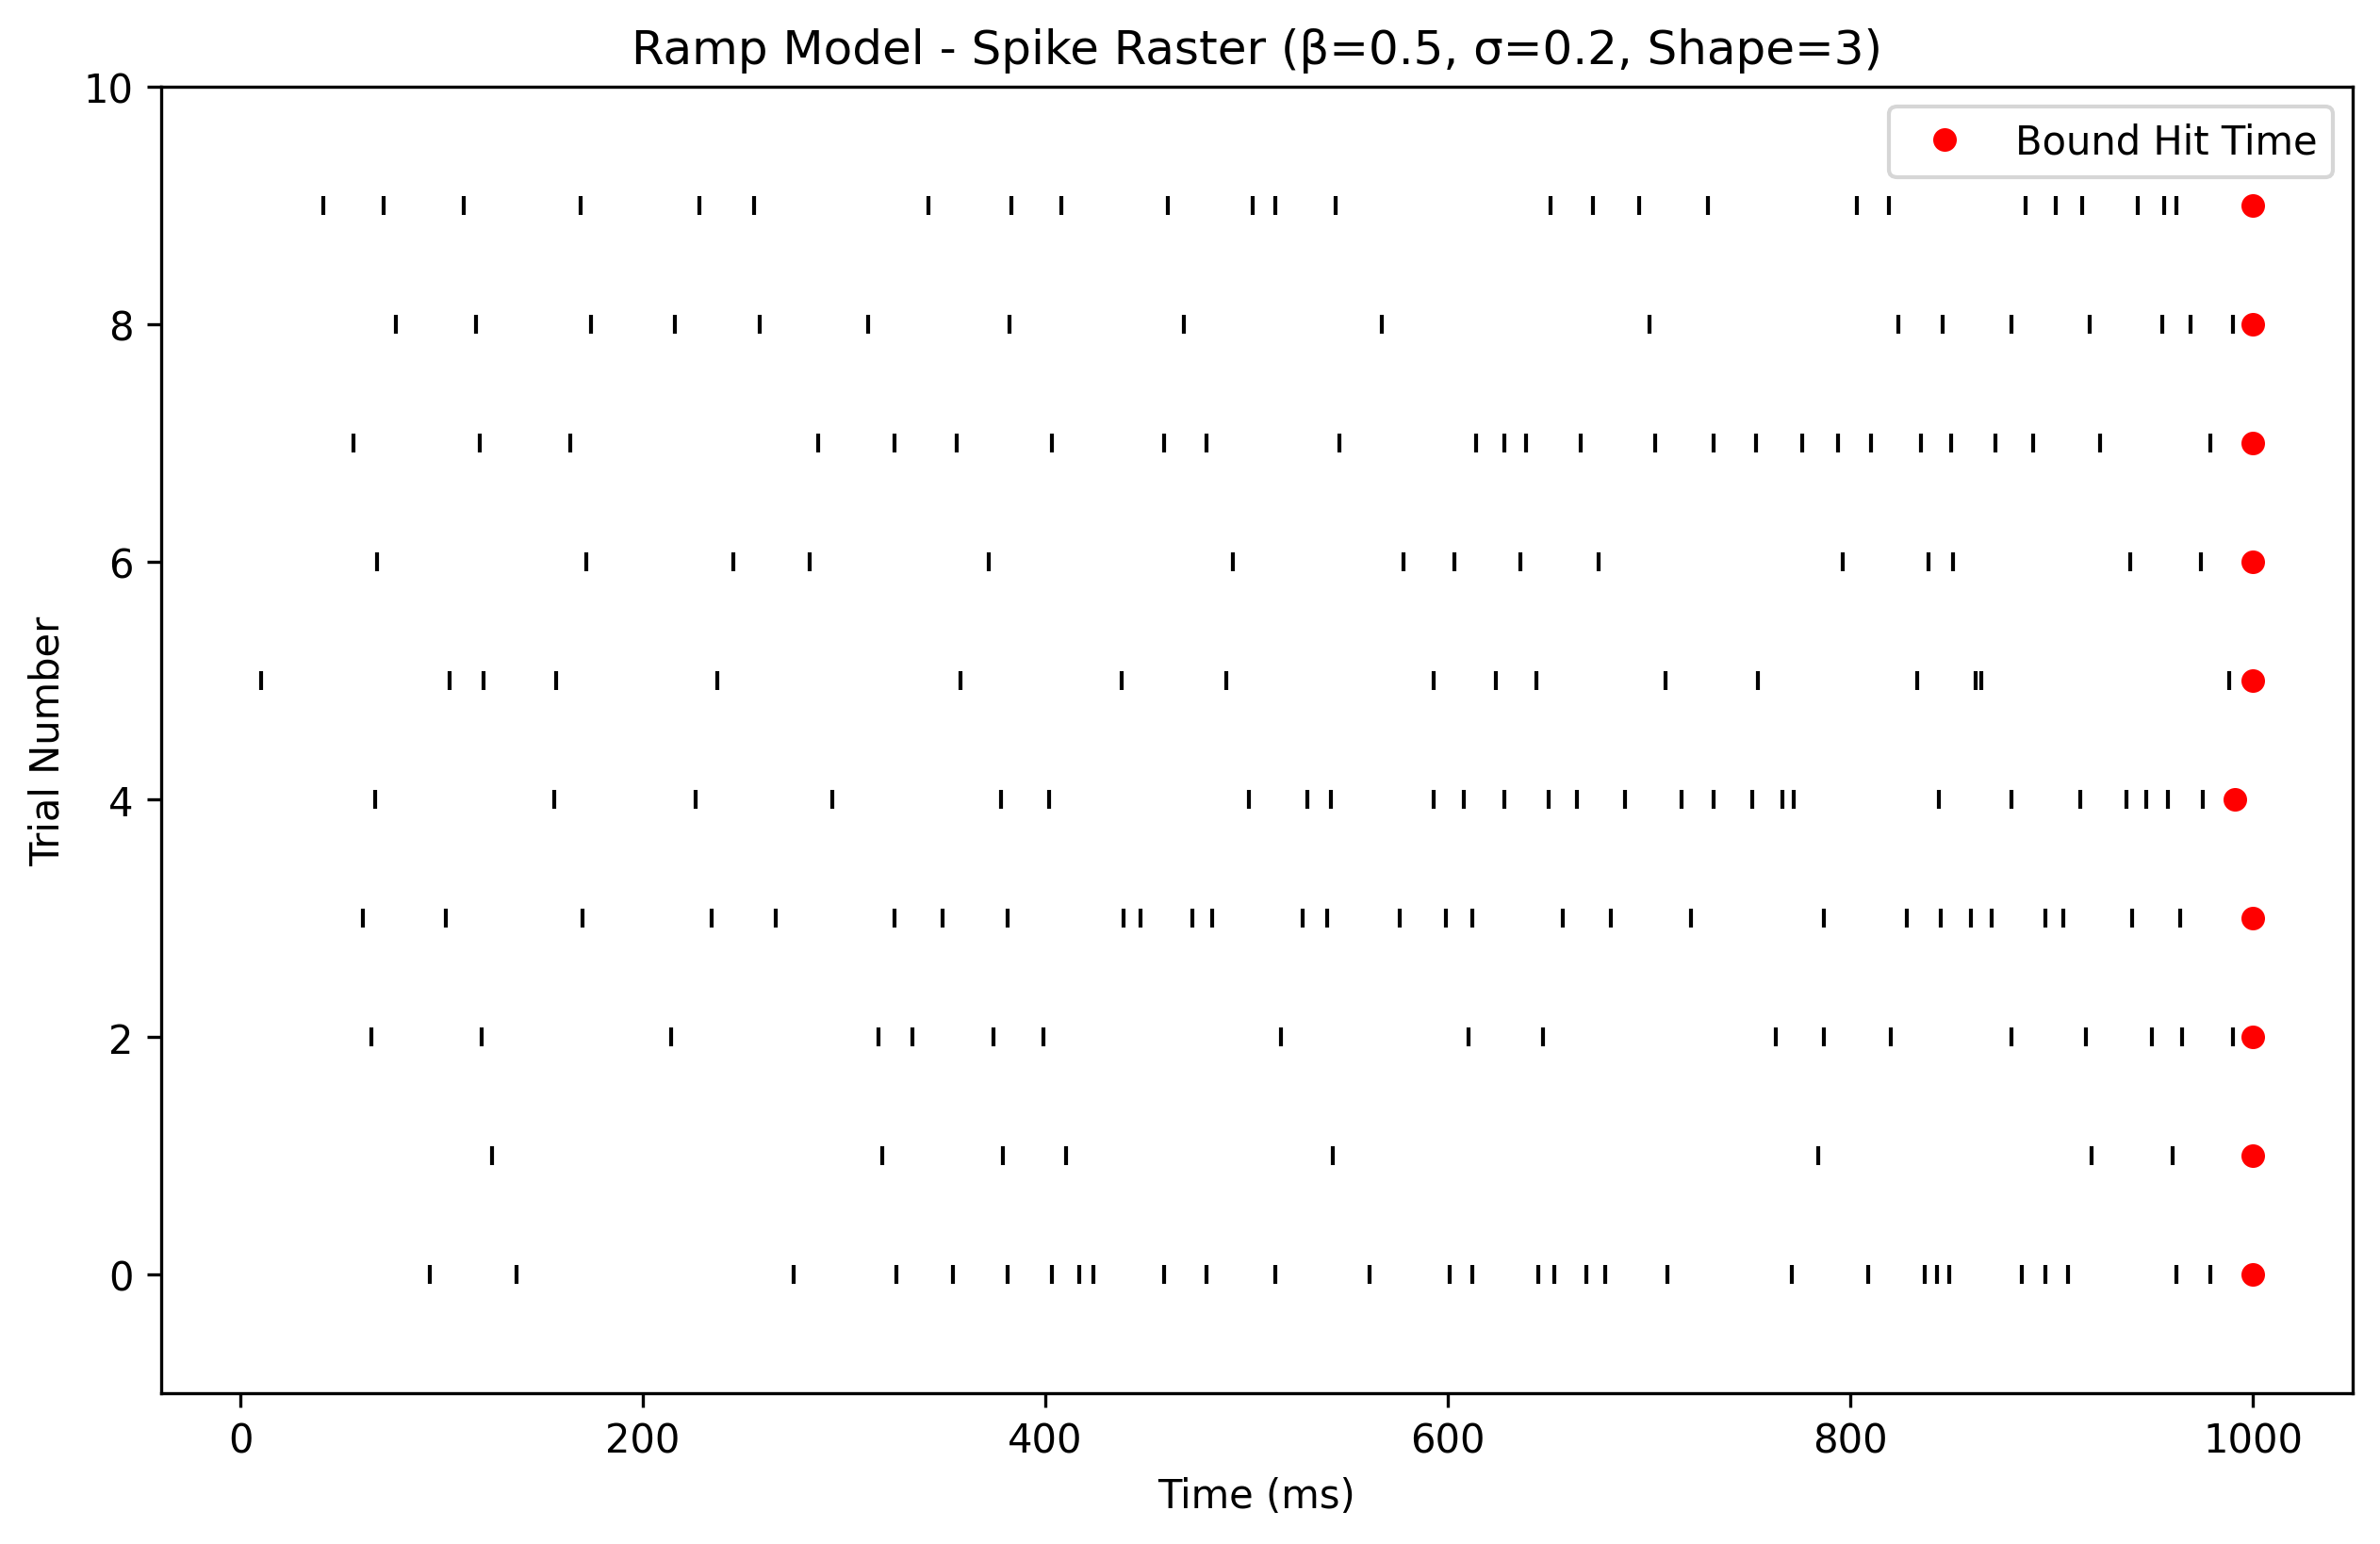 Ramp Model - Spike Raster (β=0.5, σ=0.2, Shape=3)
Bound Hit Time
10
8
6
4
2
0
Trial Number
0 200 400 600 800 1000
Time (ms)